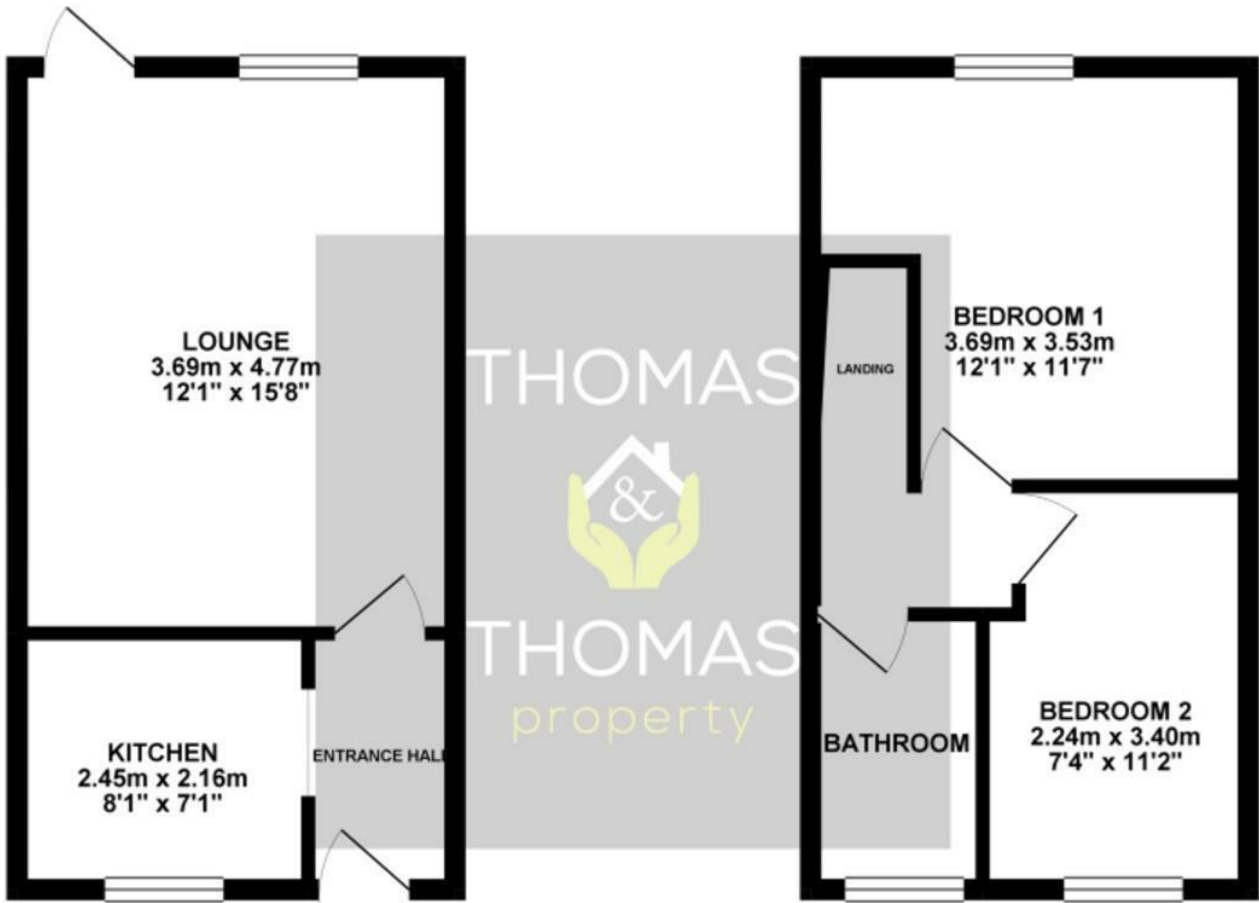 LOUNGE
3.69m x 4.77m
12'1" x 15'8"
KITCHEN
2.45m x 2.16m
8'1" x 7'1"
ENTRANCE HALL
THOMAS
&
THOMAS
property
BEDROOM 1
3.69m x 3.53m
12'1" x 11'7"
LANDING
BATHROOM
BEDROOM 2
2.24m x 3.40m
7'4" x 11'2"